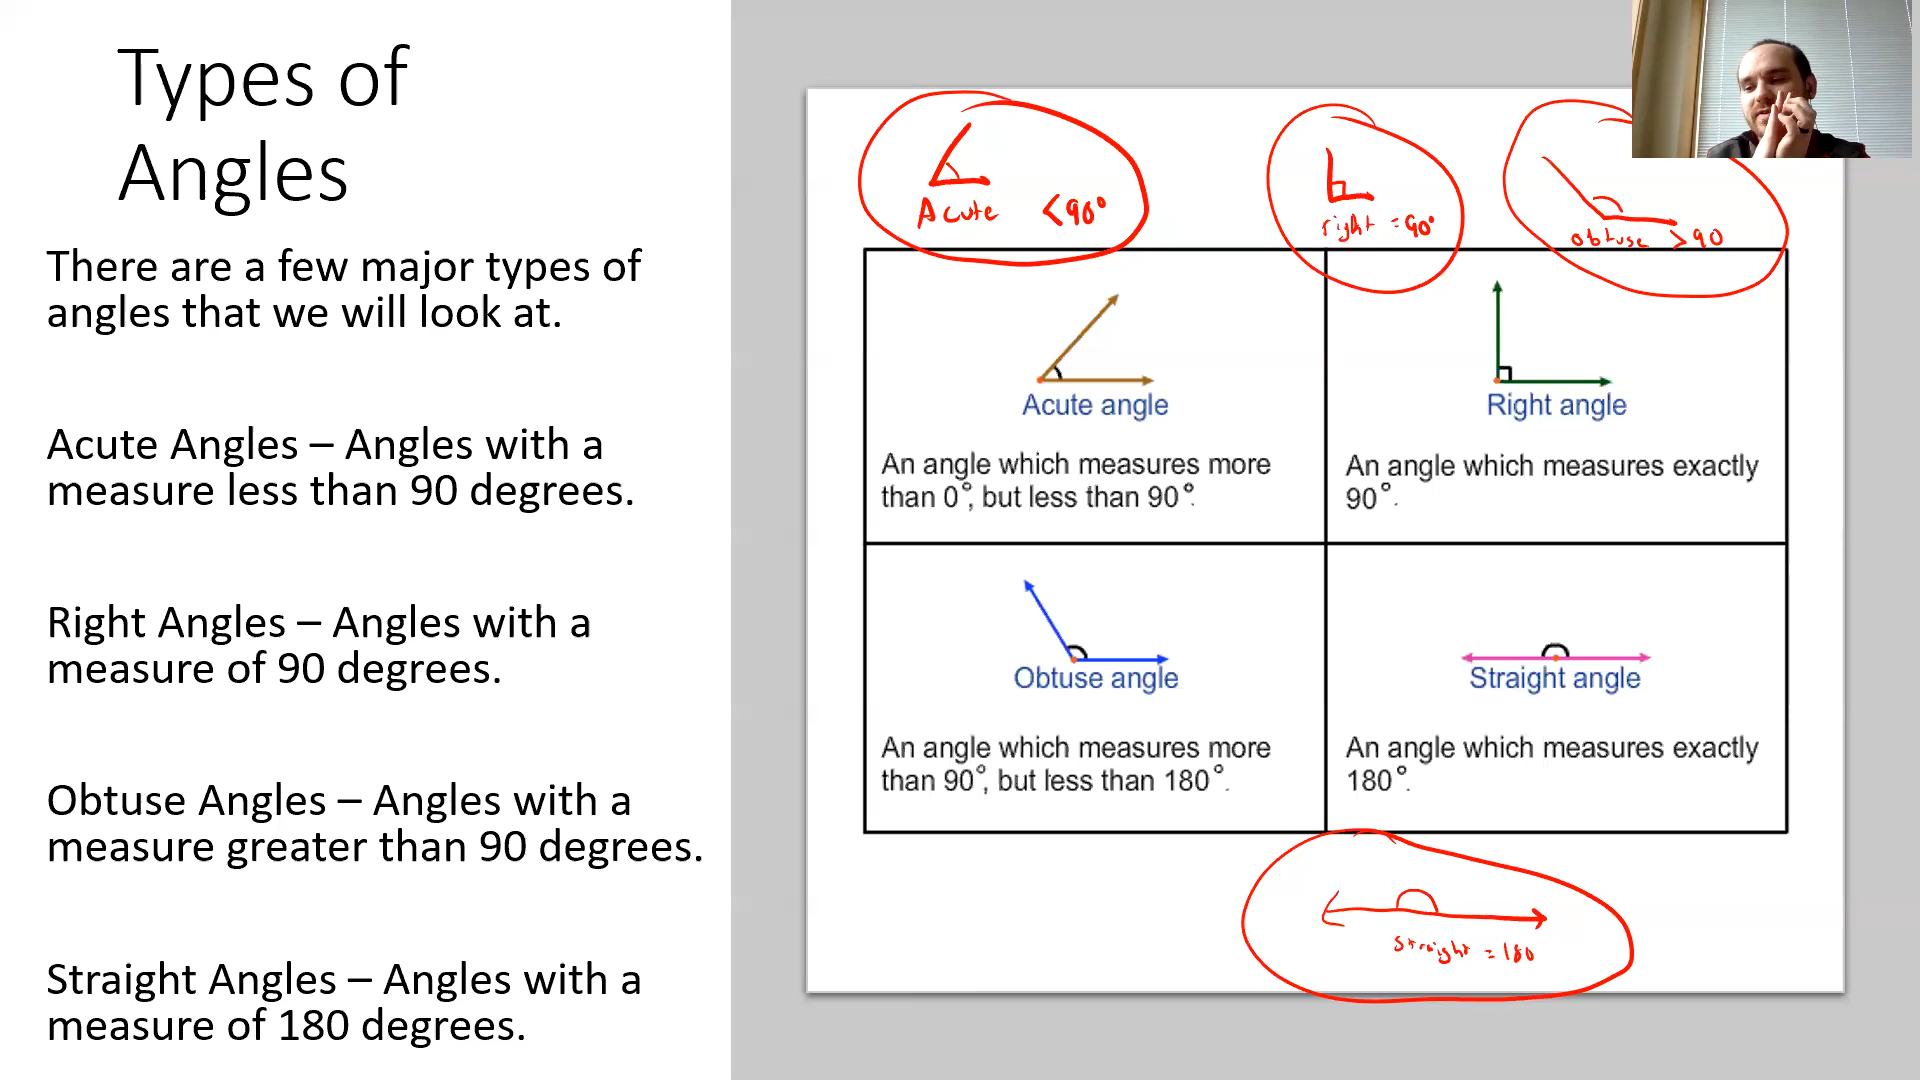 Types of
Angles
There are a few major types of
angles that we will look at.
Acute Angles – Angles with a
measure less than 90 degrees.
Right Angles – Angles with a
measure of 90 degrees.
Obtuse Angles – Angles with a
measure greater than 90 degrees.
Straight Angles – Angles with a
measure of 180 degrees.
Acute <90°
right =90°
obtuse >90
Acute angle
An angle which measures more
than 0°, but less than 90°.
Right angle
An angle which measures exactly
90°.
Obtuse angle
An angle which measures more
than 90°, but less than 180°.
Straight angle
An angle which measures exactly
180°.
straight =180